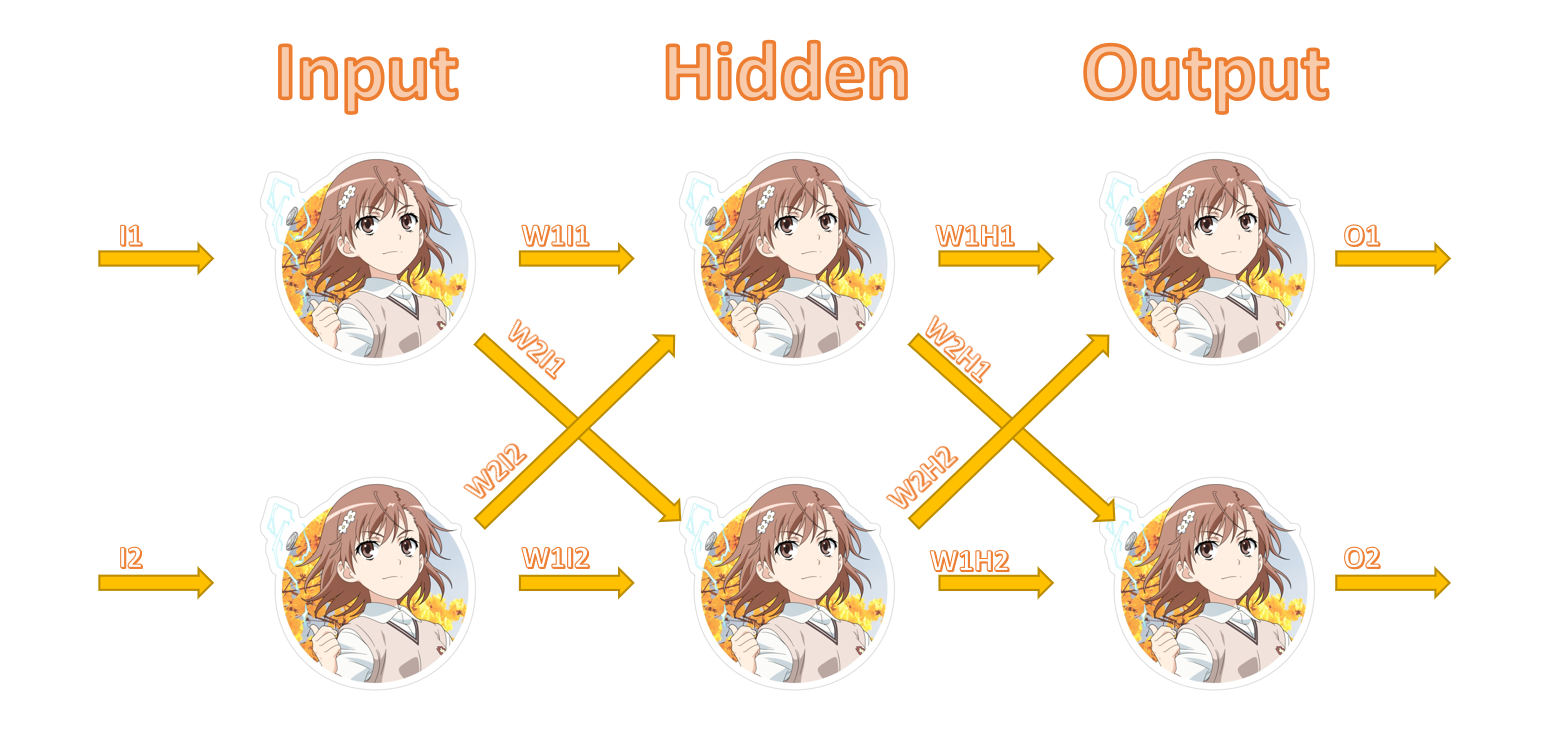 Input
Hidden
Output
I1
W1I1
W1H1
O1
W2I1
W2H1
W2I2
W2H2
I2
W1I2
W1H2
O2